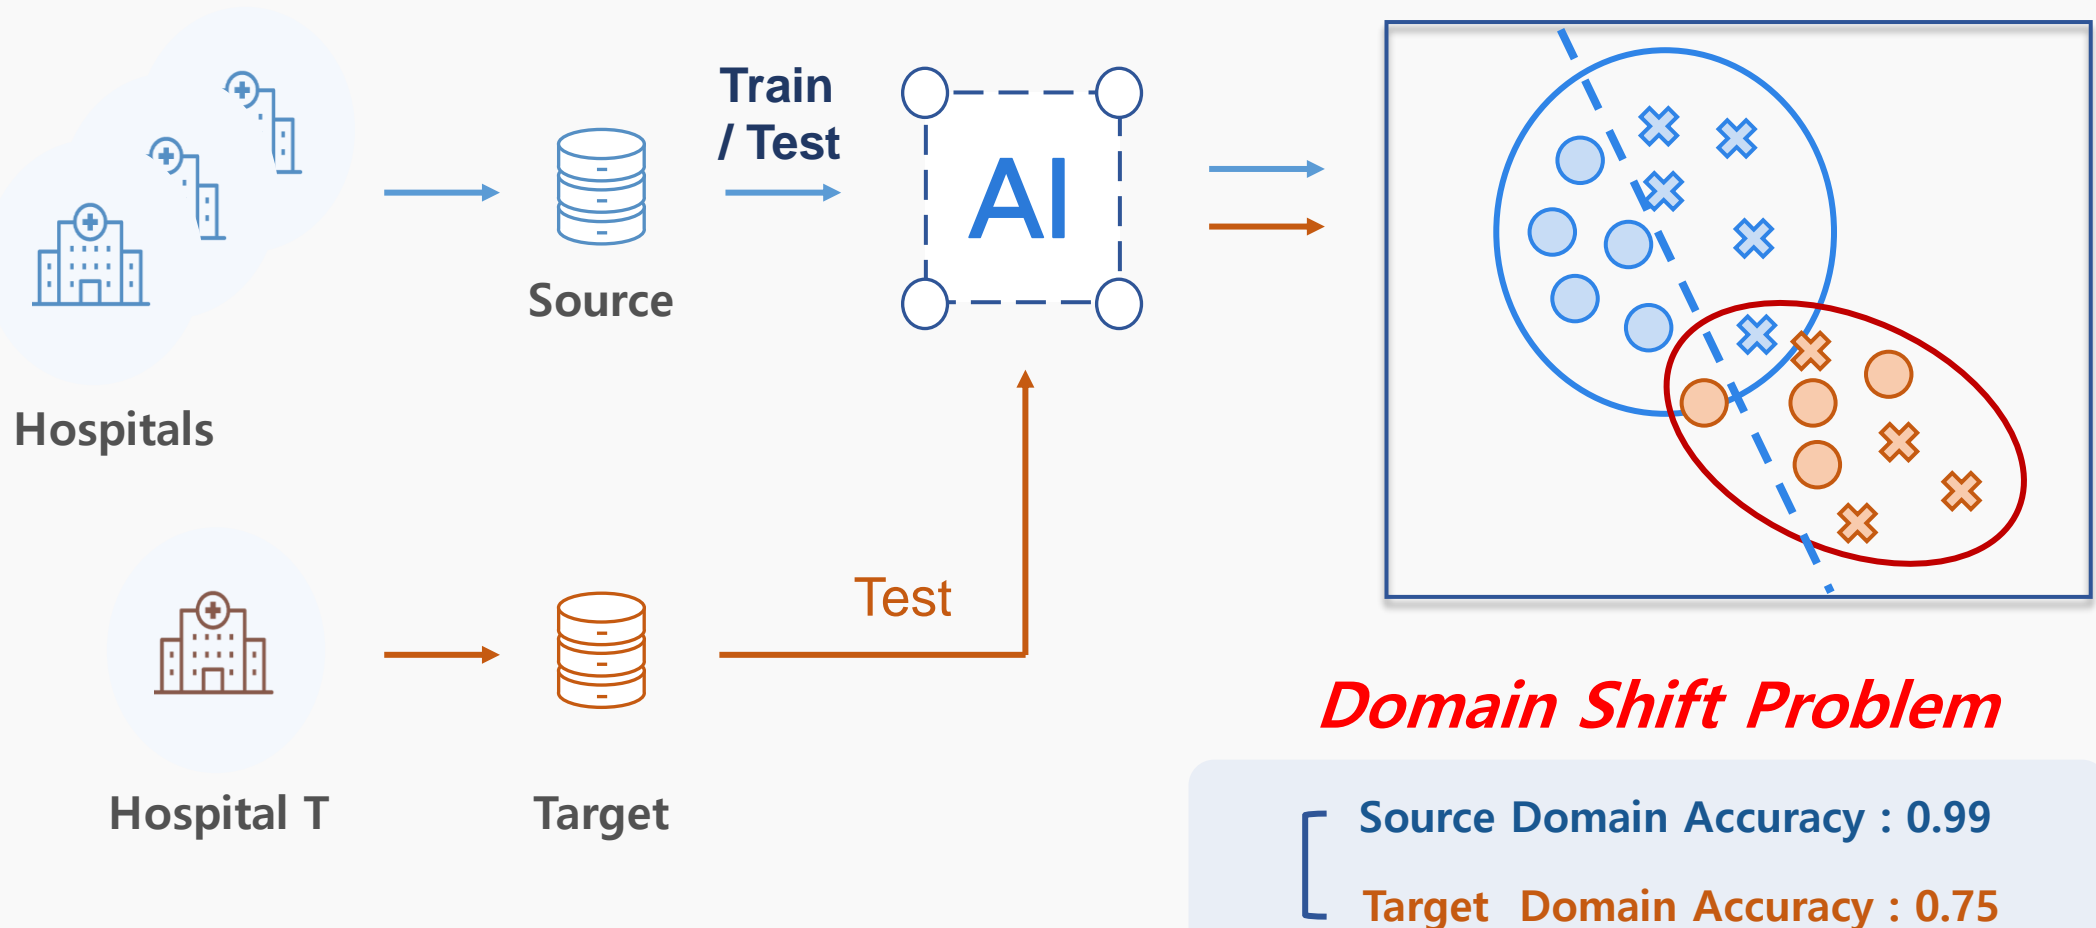 Train
/ Test
AI
Source
Hospitals
Test
Hospital T
Target
Domain Shift Problem
Source Domain Accuracy : 0.99
Target Domain Accuracy : 0.75